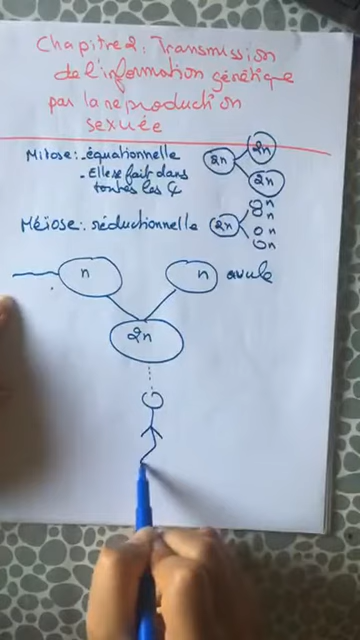 Chapitre 2 : Transmission
de l'information génétique
par la reproduction
sexuée
Mitose : - équationnelle 2n 2n
- Elle se fait dans 2n
toutes les ç
Méiose : réductionnelle 2n n n n n
n n ovule
2n